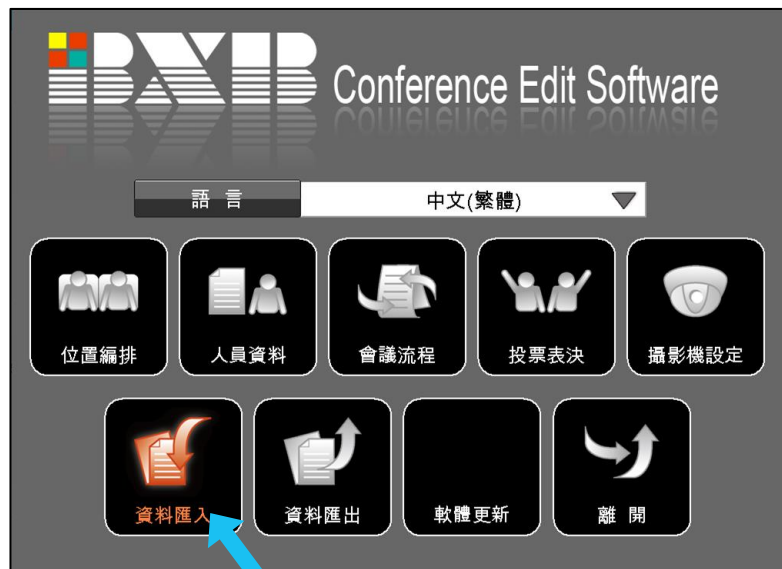 BXB Conference Edit Software
語言 中文(繁體)
位置編排 人員資料 會議流程 投票表決 攝影機設定
資料匯入 資料匯出 軟體更新 離開